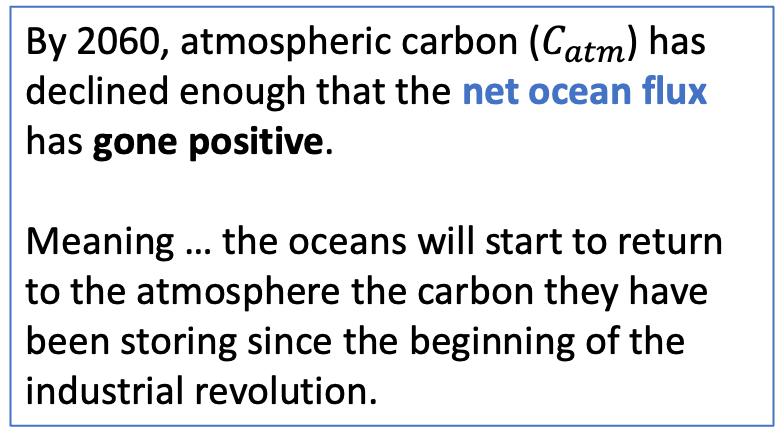 By 2060, atmospheric carbon (C_atm) has
declined enough that the net ocean flux
has gone positive.
Meaning ... the oceans will start to return
to the atmosphere the carbon they have
been storing since the beginning of the
industrial revolution.